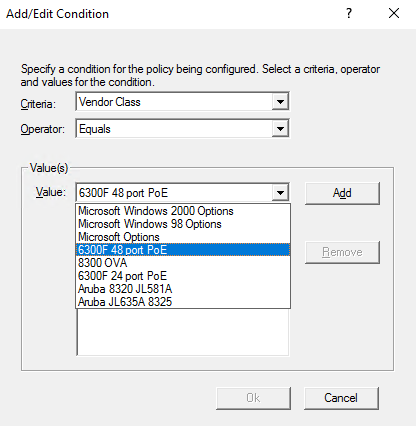 Add/Edit Condition
?
Specify a condition for the policy being configured. Select a criteria, operator
and values for the condition.
Criteria: Vendor Class
Operator: Equals
Value(s)
Value: 6300F 48 port PoE Add
Microsoft Windows 2000 Options
Microsoft Windows 98 Options
Microsoft Options
6300F 48 port PoE Remove
8300 OVA
6300F 24 port PoE
Aruba 8320 JL581A
Aruba JL635A 8325
Ok Cancel